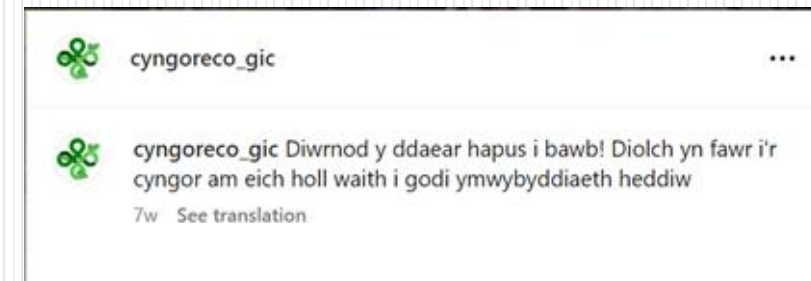 cyngoreco_gic
cyngoreco_gic Diwrnod y ddaear hapus i bawb! Diolch yn fawr i'r
cyngor am eich holl waith i godi ymwybyddiaeth heddiw
7w See translation